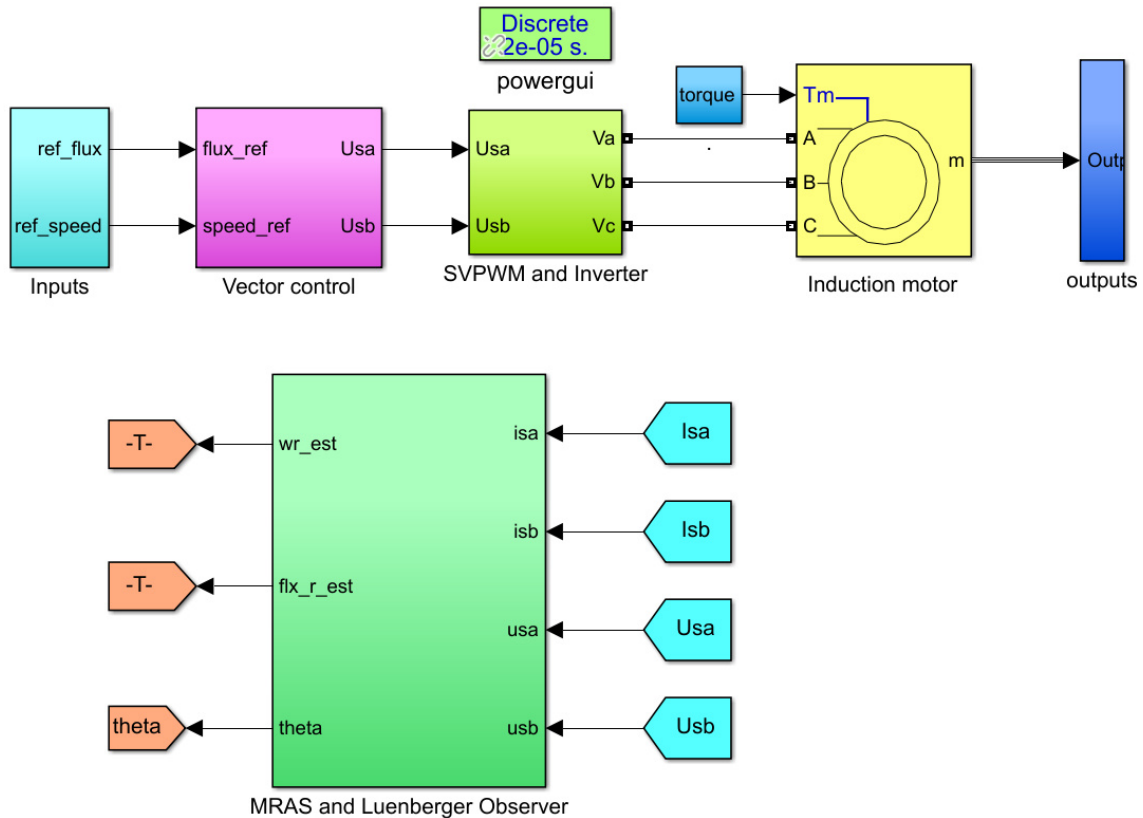 Discrete
2e-05 s.
powergui
ref_flux
ref_speed
Inputs
flux_ref
speed_ref
Usa
Usb
Vector control
Usa
Usb
Va
Vb
Vc
SVPWM and Inverter
torque
Tm
A
B
C
m
Induction motor
Outp
outputs
-T-
-T-
theta
wr_est
flx_r_est
theta
isa
isb
usa
usb
MRAS and Luenberger Observer
Isa
Isb
Usa
Usb